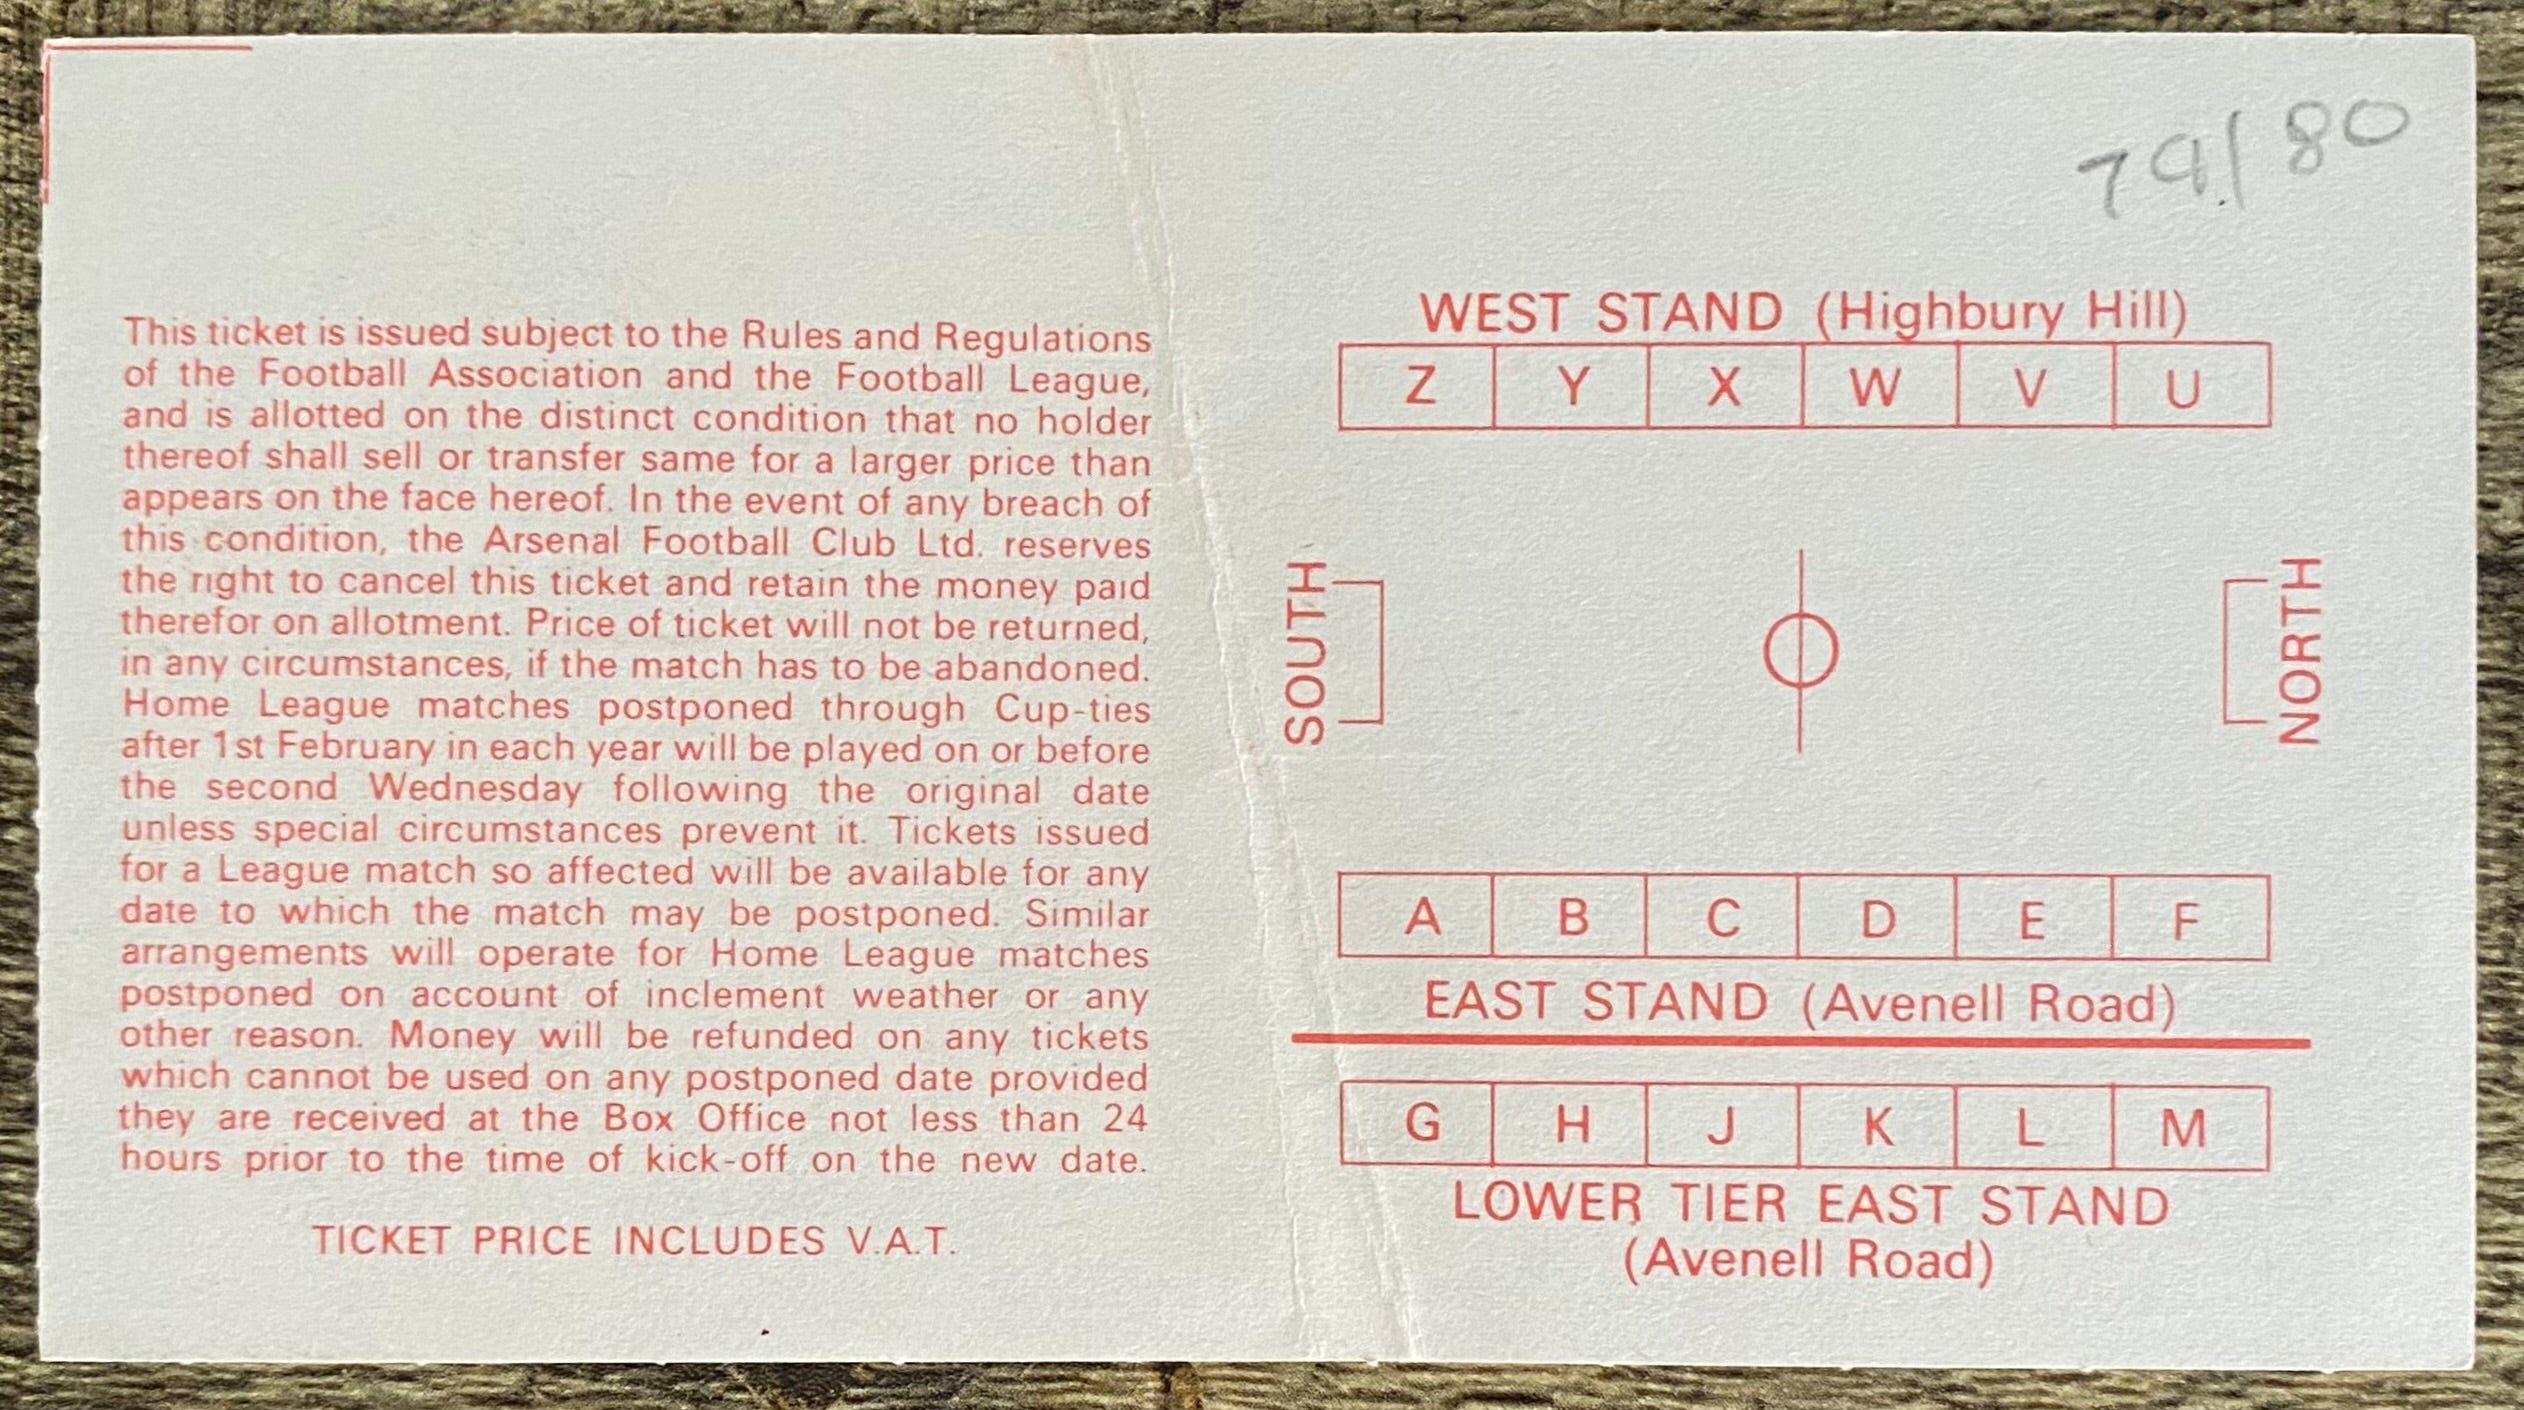 This ticket is issued subject to the Rules and Regulations
of the Football Association and the Football League,
and is allotted on the distinct condition that no holder
thereof shall sell or transfer same for a larger price than
appears on the face hereof. In the event of any breach of
this condition, the Arsenal Football Club Ltd. reserves
the right to cancel this ticket and retain the money paid
therefor on allotment. Price of ticket will not be returned,
in any circumstances, if the match has to be abandoned.
Home League matches postponed through Cup-ties
after 1st February in each year will be played on or before
the second Wednesday following the original date
unless special circumstances prevent it. Tickets issued
for a League match so affected will be available for any
date to which the match may be postponed. Similar
arrangements will operate for Home League matches
postponed on account of inclement weather or any
other reason. Money will be refunded on any tickets
which cannot be used on any postponed date provided
they are received at the Box Office not less than 24
hours prior to the time of kick-off on the new date.
TICKET PRICE INCLUDES V.A.T.
79/80
WEST STAND (Highbury Hill)
Z Y X W V U
SOUTH
NORTH
A B C D E F
EAST STAND (Avenell Road)
G H J K L M
LOWER TIER EAST STAND
(Avenell Road)